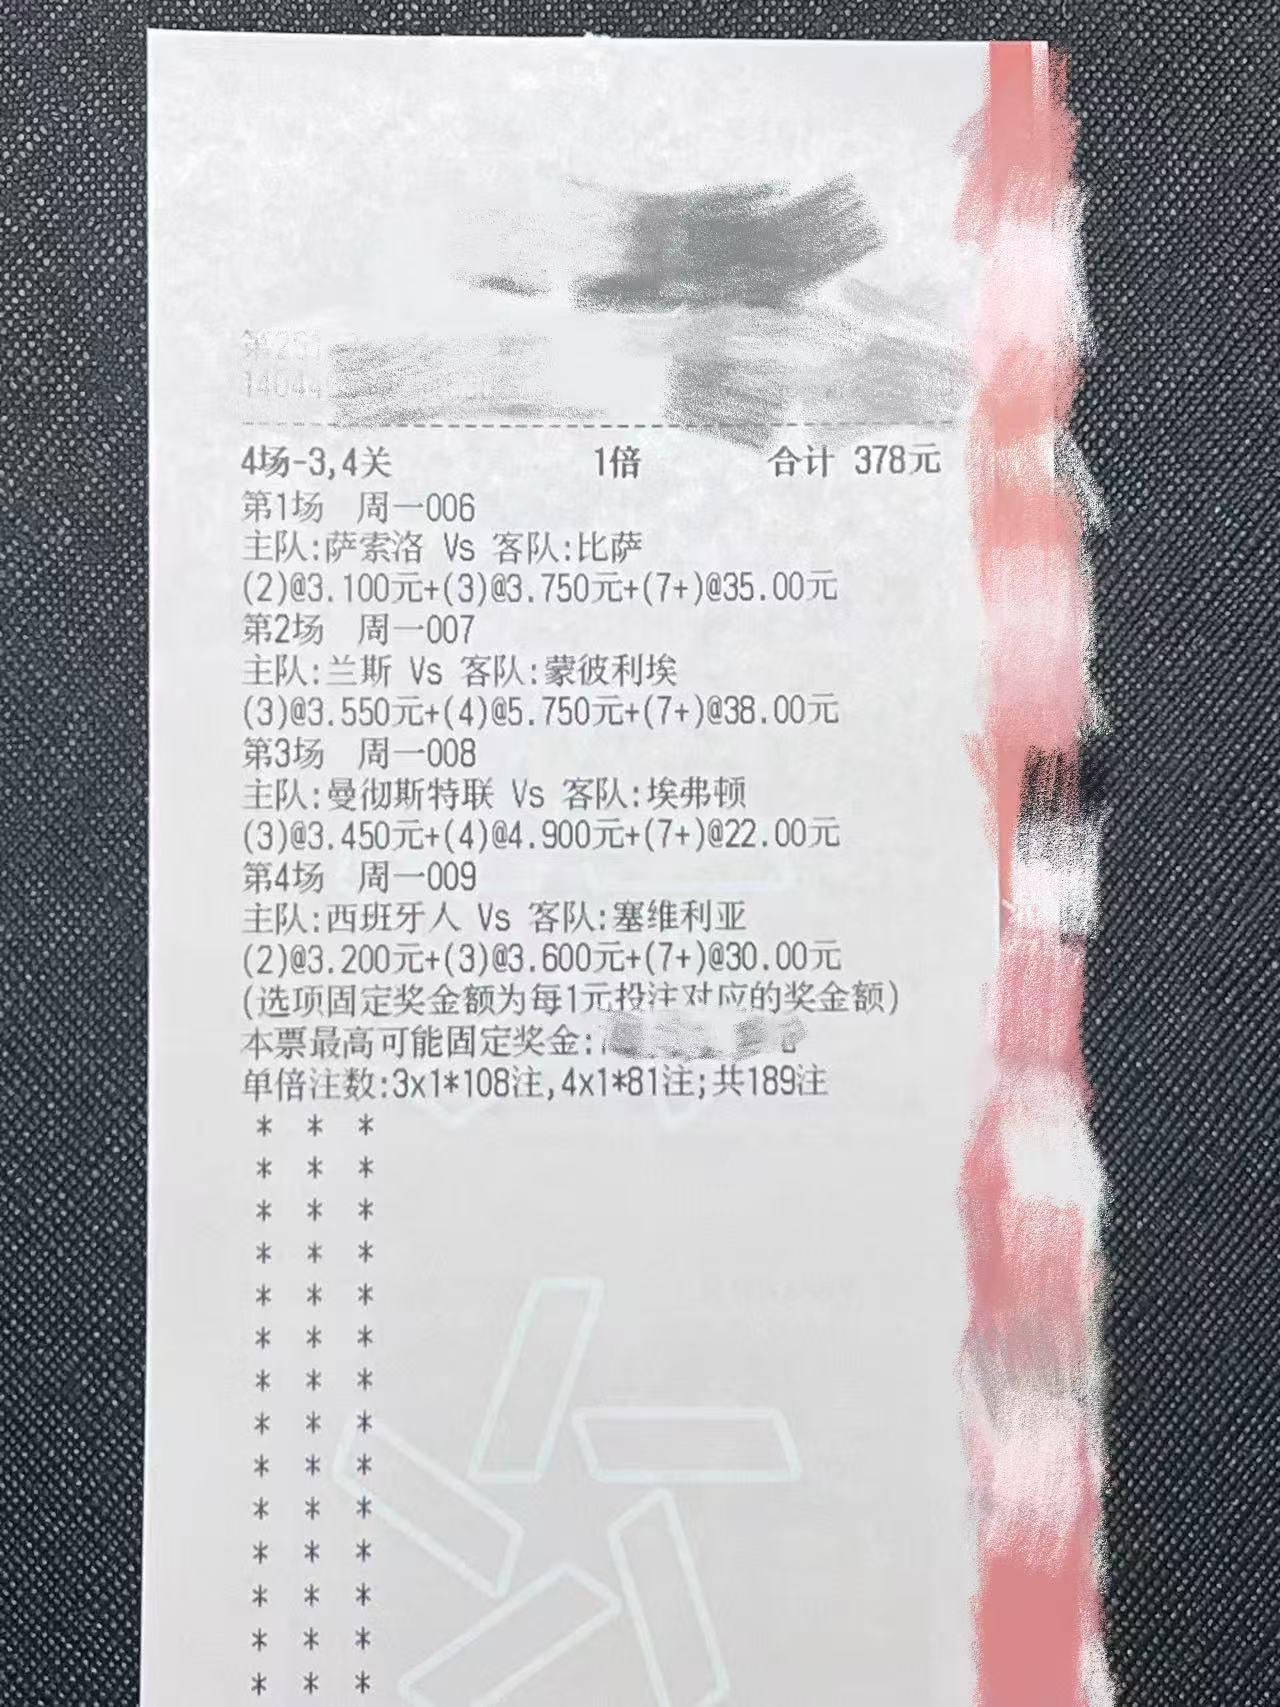 第251
14044
4场-3,4关 1倍 合计 378元
第1场 周一006
主队:萨索洛 Vs 客队:比萨
(2)@3.100元+(3)@3.750元+(7+)@35.00元
第2场 周一007
主队:兰斯 Vs 客队:蒙彼利埃
(3)@3.550元+(4)@5.750元+(7+)@38.00元
第3场 周一008
主队:曼彻斯特联 Vs 客队:埃弗顿
(3)@3.450元+(4)@4.900元+(7+)@22.00元
第4场 周一009
主队:西班牙人 Vs 客队:塞维利亚
(2)@3.200元+(3)@3.600元+(7+)@30.00元
(选项固定奖金额为每1元投注对应的奖金额)
本票最高可能固定奖金:
单倍注数:3x1*108注,4x1*81注;共189注
* * *
* * *
* * *
* * *
* * *
* * *
* * *
* * *
* * *
* * *
* * *
* * *
* * *
* * *